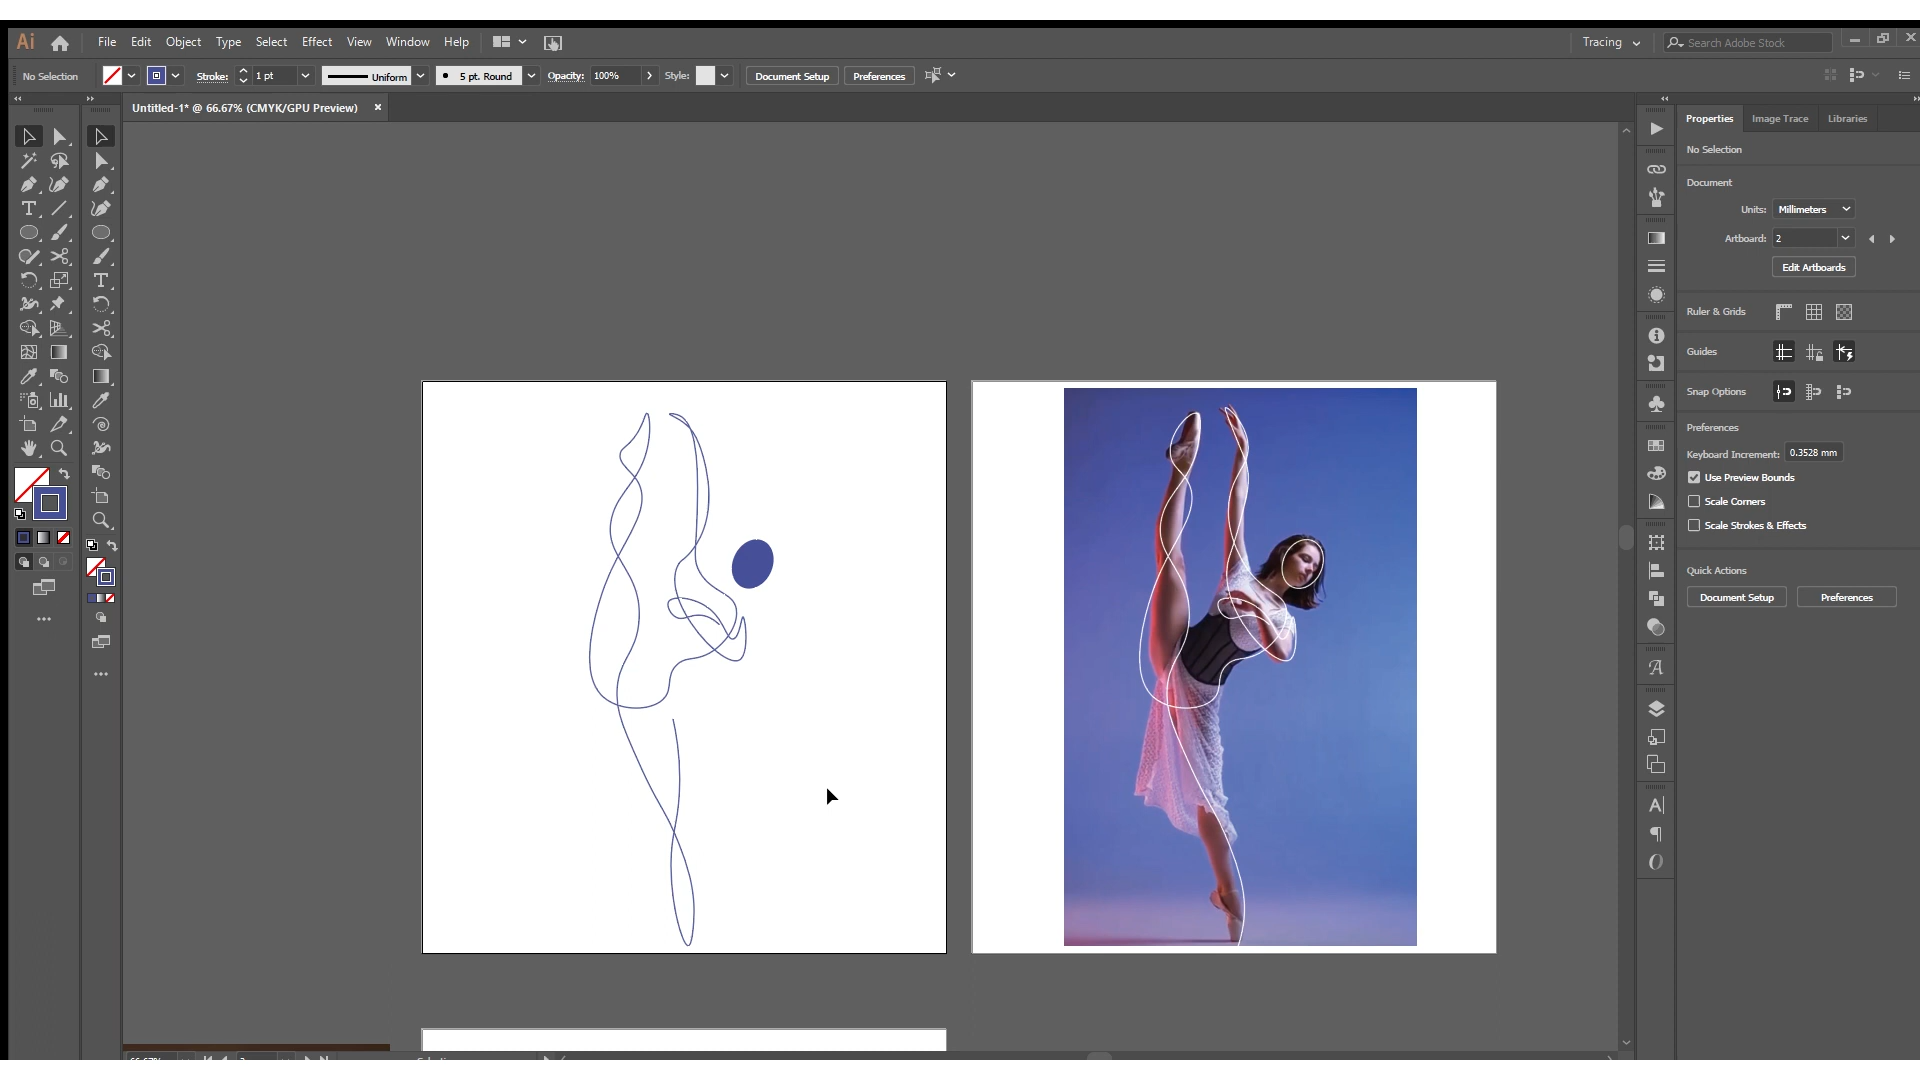 Ai File Edit Object Type Select Effect View Window Help Tracing Search Adobe Stock
No Selection Stroke: 1 pt Uniform 5 pt. Round Opacity: 100% Style: Document Setup Preferences
Untitled-1* @ 66.67% (CMYK/GPU Preview) ×
Properties Image Trace Libraries
No Selection
Document
Units: Millimeters
Artboard: 2
Edit Artboards
Ruler & Grids
Guides
Snap Options
Preferences
Keyboard Increment: 0.3528 mm
Use Preview Bounds
Scale Corners
Scale Strokes & Effects
Quick Actions
Document Setup Preferences